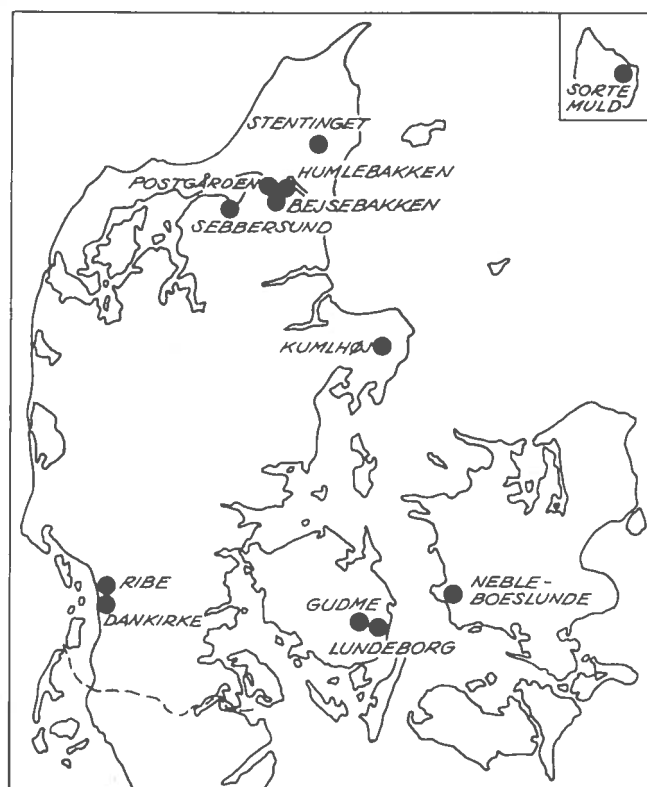 SORTE
MULD
STENTINGET
HUMLEBAKKEN
POSTGÅRDEN
BEJSEBAKKEN
SEBBERSUND
KUMLHØJ
RIBE
DANKIRKE
NEBLE-
BOESLUNDE
GUDME
LUNDEBORG